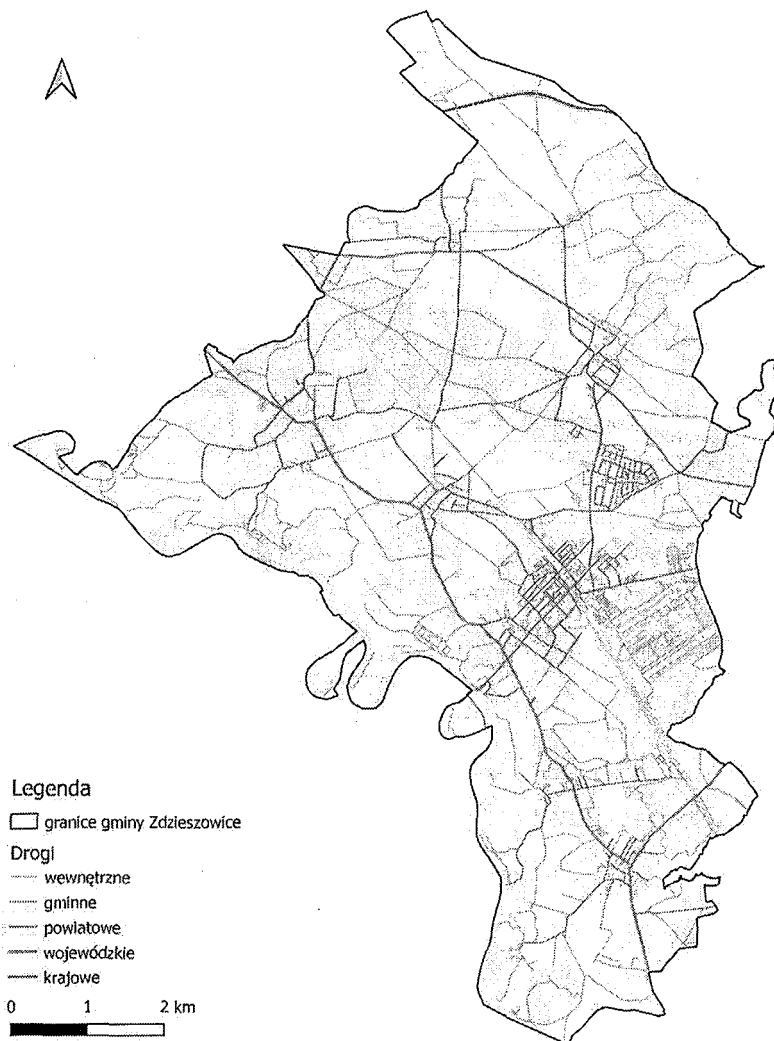 Legenda
granice gminy Zdzieszowice
Drogi
wewnętrzne
gminne
powiatowe
wojewódzkie
krajowe
0 1 2 km